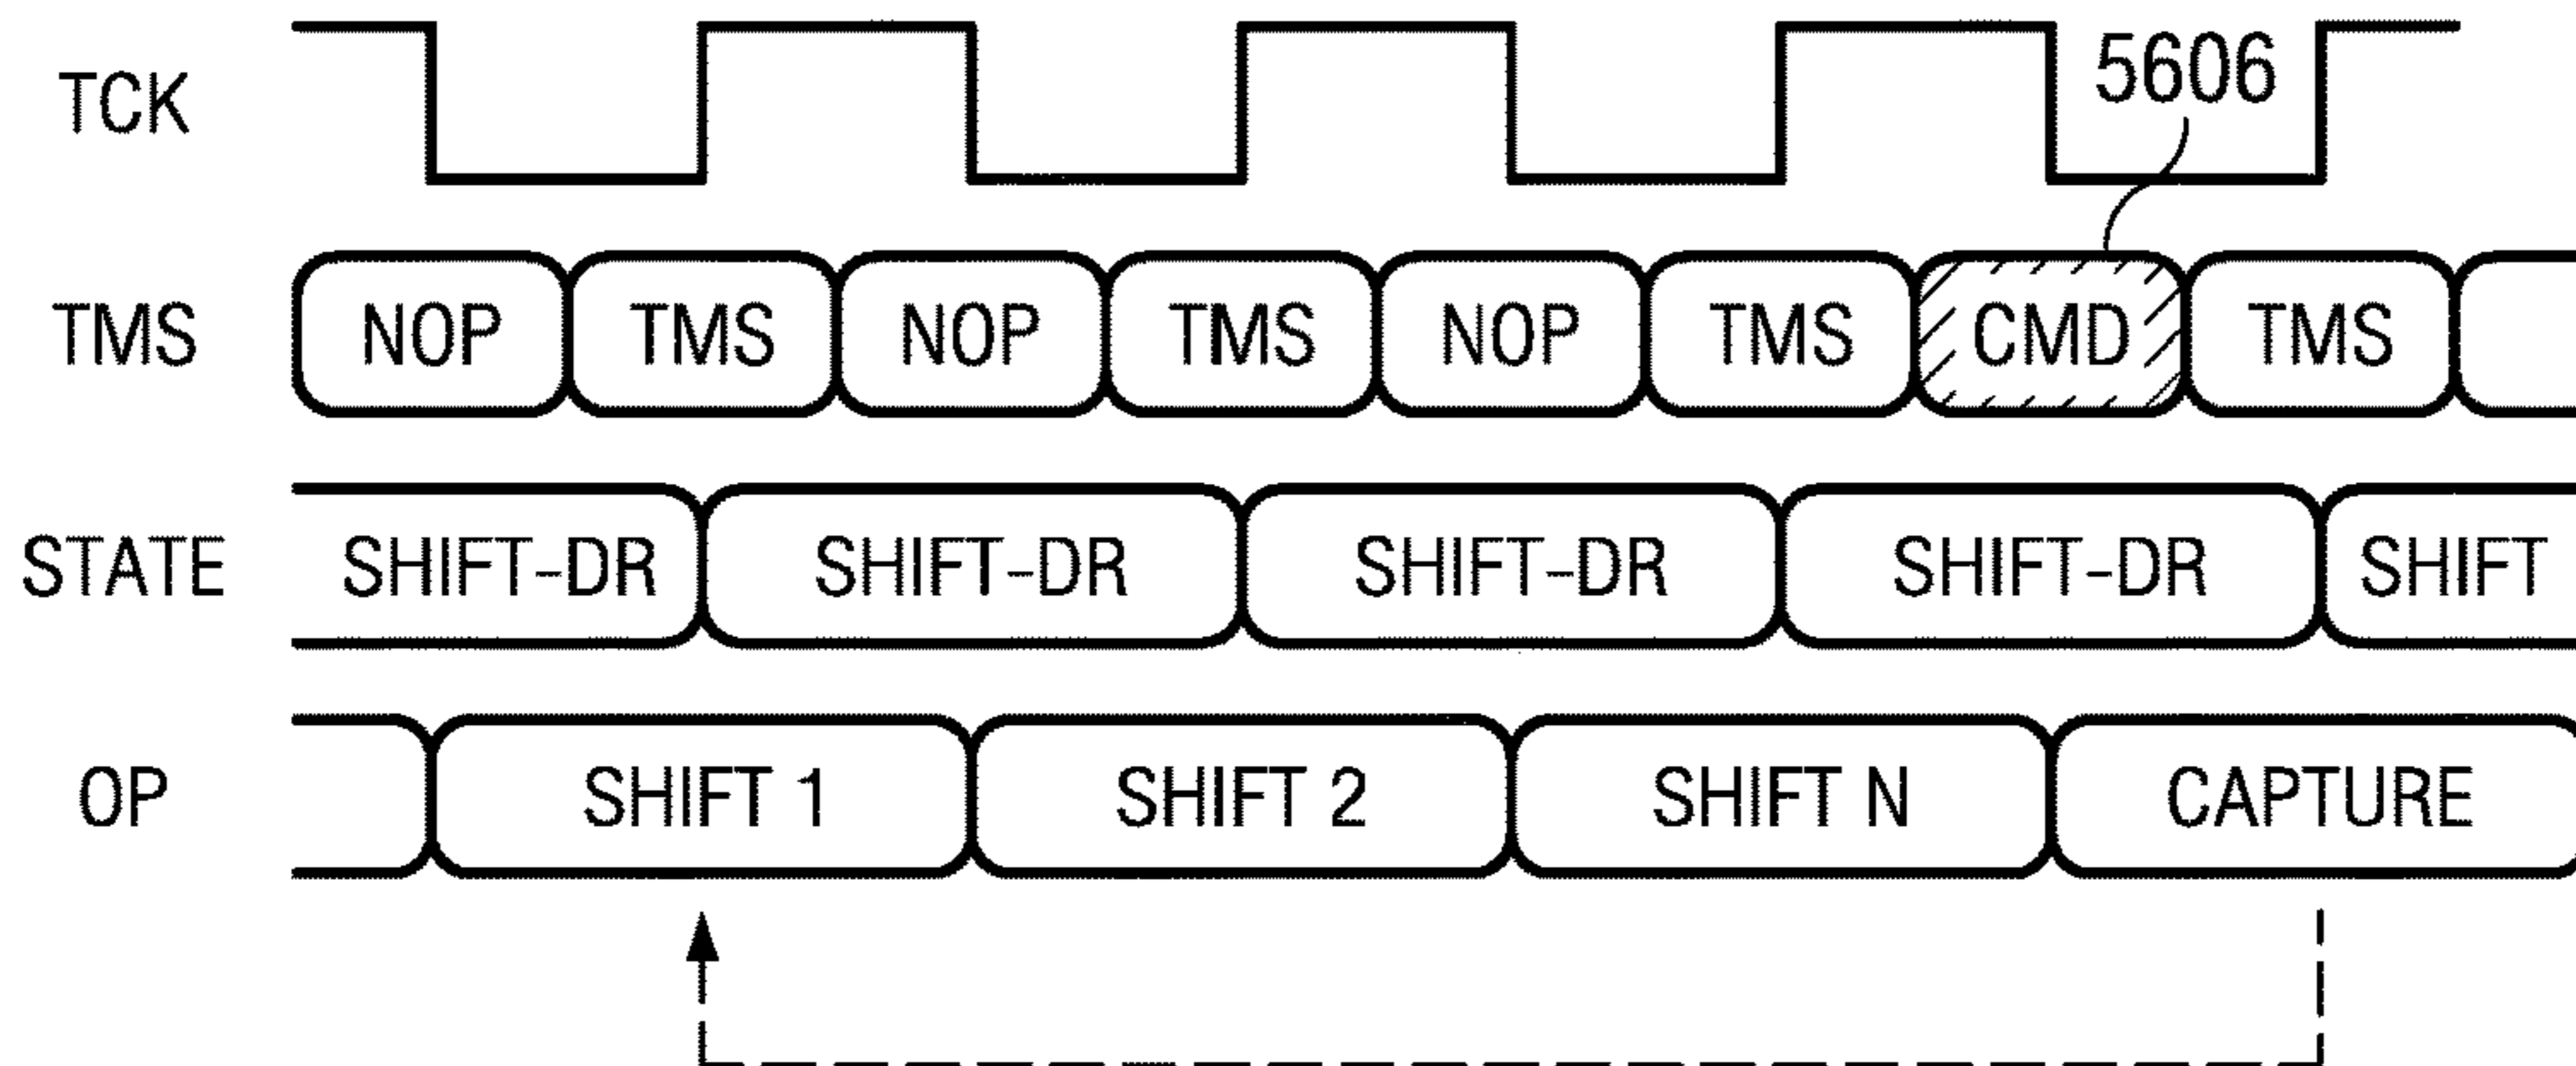 TCK 5606
TMS NOP TMS NOP TMS NOP TMS CMD TMS
STATE SHIFT-DR SHIFT-DR SHIFT-DR SHIFT-DR SHIFT
OP SHIFT 1 SHIFT 2 SHIFT N CAPTURE